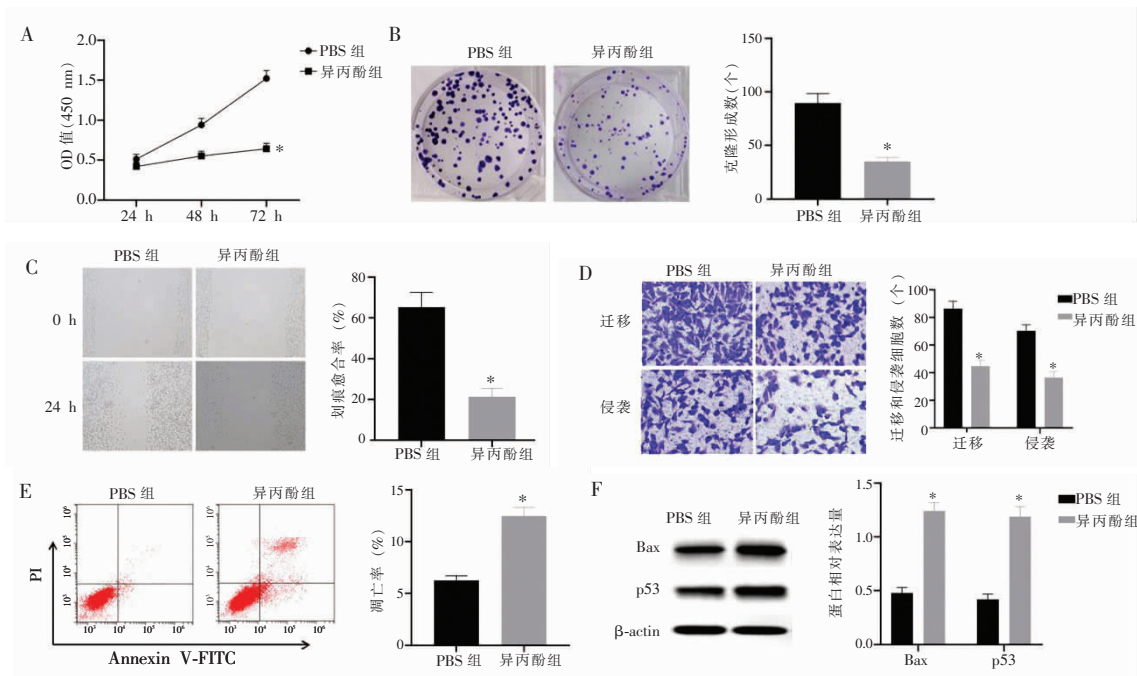 A
2.0
1.5
1.0
0.5
0.0
OD 值(450 nm)
24 h 48 h 72 h
PBS 组
异丙酚组
*
B
PBS 组 异丙酚组
150
100
50
0
克隆形成数(个)
*
PBS 组 异丙酚组
C
PBS 组 异丙酚组
0 h
24 h
80
60
40
20
0
划痕愈合率(%)
*
PBS 组 异丙酚组
D
PBS 组 异丙酚组
迁移
侵袭
100
80
60
40
20
0
迁移和侵袭细胞数(个)
* *
迁移 侵袭
PBS 组
异丙酚组
E
PBS 组 异丙酚组
PI
10³ 10⁴ 10⁵ 10⁶
10³ 10⁴ 10⁵ 10⁶
Annexin V-FITC
15
10
5
0
凋亡率(%)
*
PBS 组 异丙酚组
F
PBS 组 异丙酚组
Bax
p53
β-actin
1.5
1.0
0.5
0.0
蛋白相对表达量
* *
Bax p53
PBS 组
异丙酚组